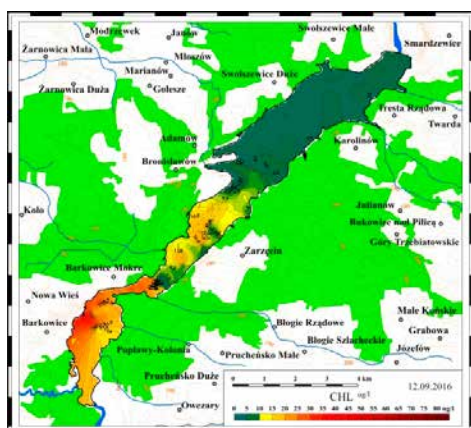 Modrzewek
Janów
Swolszewice Małe
Smardzewice
Żarnowica Mała
Młoszów
Marianów
Swolszewice Duże
Żarnowica Duża
Golesze
Tresta Rządowa
Twarda
Adamów
Karolinów
Bronisławów
Julianów
Koło
Bukowiec nad Pilicą
Góry Trzebiatowskie
Zarzęcin
Barkowice Mokre
Nowa Wieś
Małe Końskie
Barkowice
Błogie Rządowe
Grabowa
Błogie Szlacheckie
Popławy-Kolonia
Prucheńsko Małe
Józefów
Prucheńsko Duże
0 1 2 3 4 km
12.09.2016
CHL ug/l
Owczary
0 5 10 15 20 25 30 35 40 45 50 55 60 65 70 75 80 ug/l